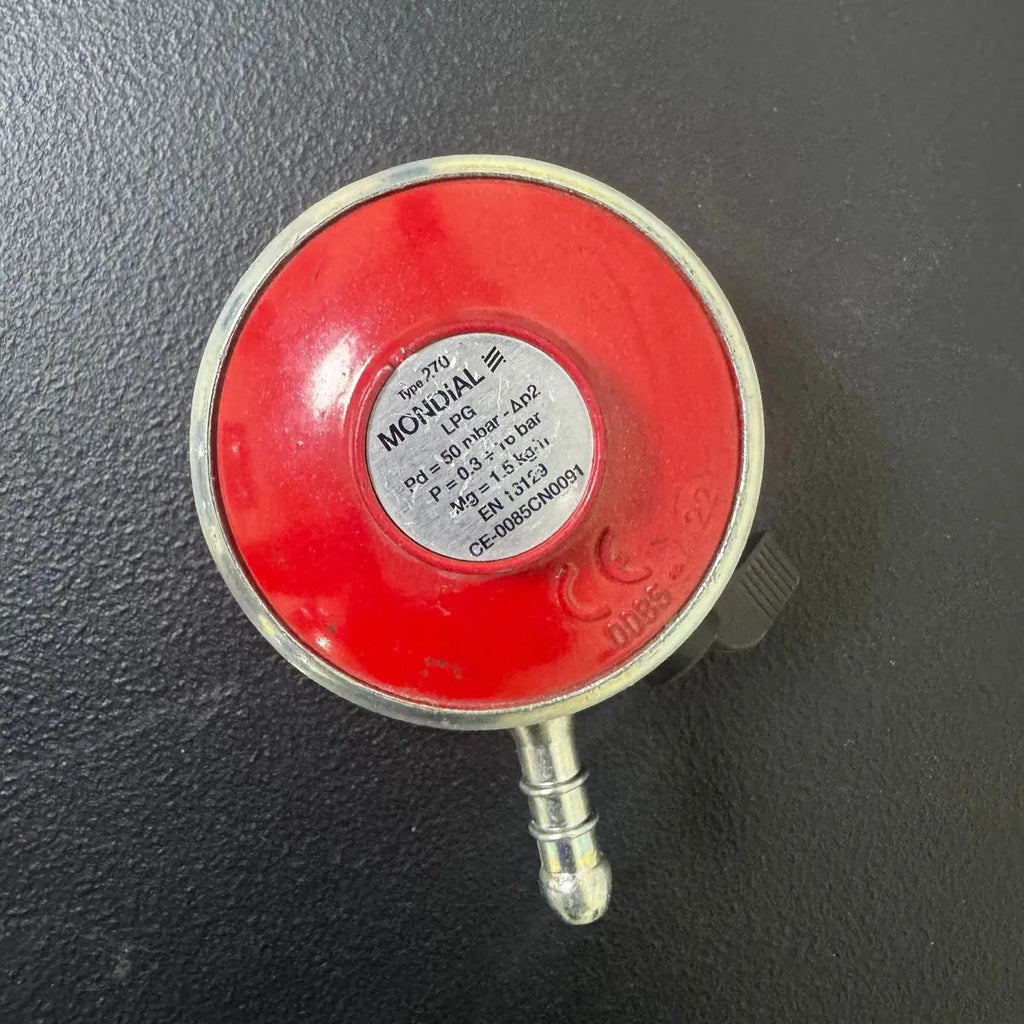 Type 270
MONDIAL
LPG
Pd = 50 mbar - Δp2
P = 0.3 ÷ 16 bar
Mg = 1.5 kg/h
EN 16129
CE-0085CN0091
CE
0085
22